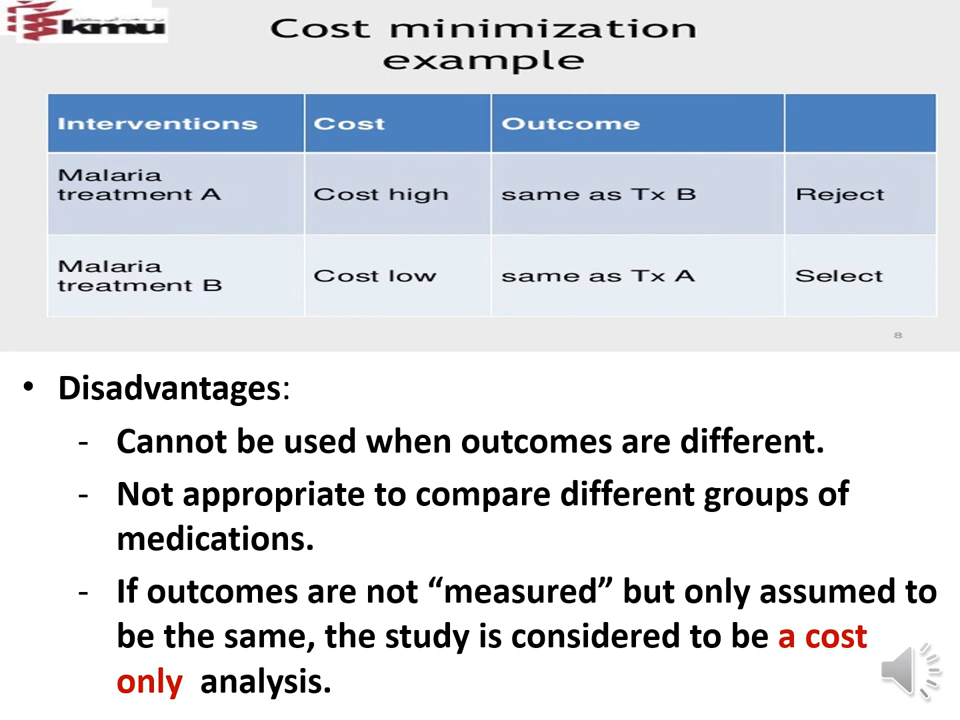 kmu
Cost minimization
example
Interventions Cost Outcome
Malaria
treatment A Cost high same as Tx B Reject
Malaria
treatment B Cost low same as Tx A Select
8
• Disadvantages:
- Cannot be used when outcomes are different.
- Not appropriate to compare different groups of
medications.
- If outcomes are not “measured” but only assumed to
be the same, the study is considered to be a cost
only analysis.